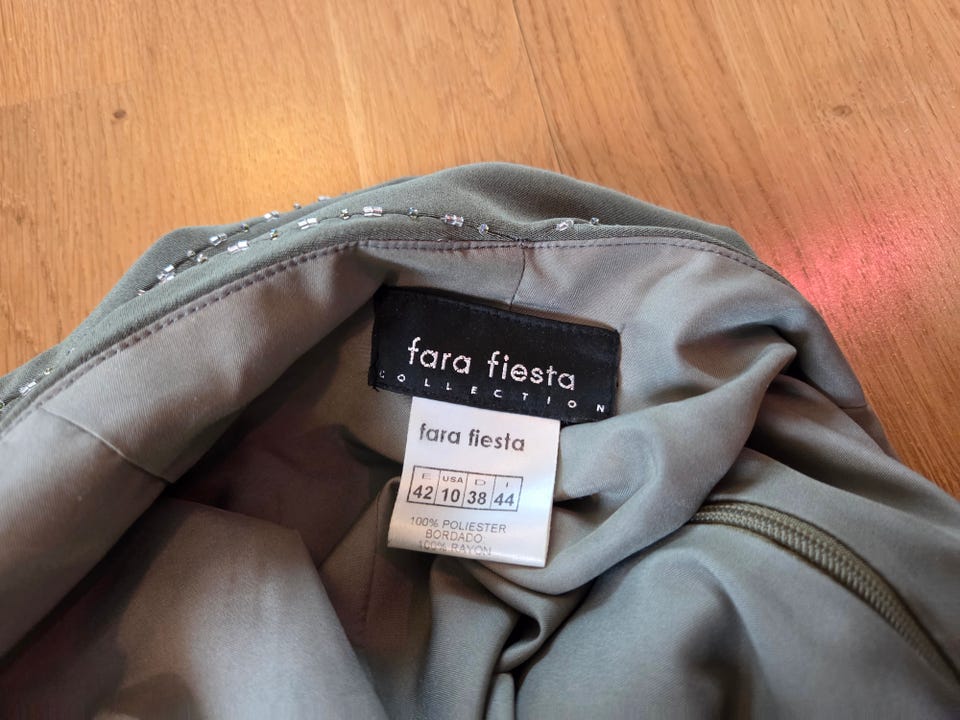 fara fiesta
COLLECTION
fara fiesta
E USA D I
42 10 38 44
100% POLIESTER
BORDADO
100% RAYON